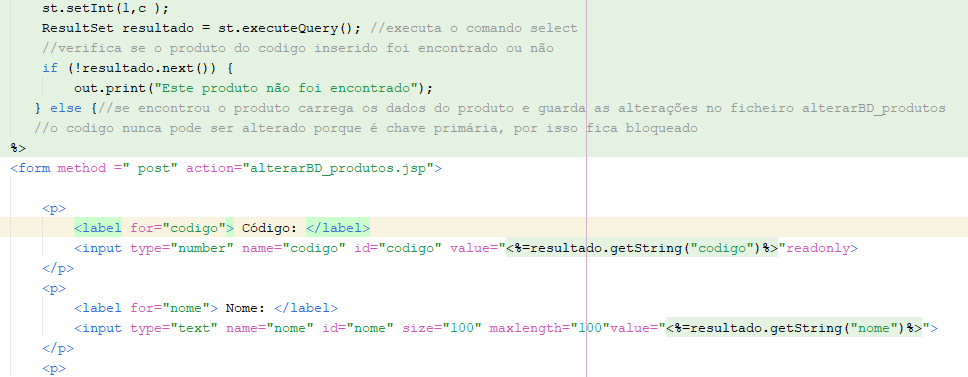 st.setInt(1,c );
ResultSet resultado = st.executeQuery(); //executa o comando select
//verifica se o produto do codigo inserido foi encontrado ou não
if (!resultado.next()) {
out.print("Este produto não foi encontrado");
} else {//se encontrou o produto carrega os dados do produto e guarda as alterações no ficheiro alterarBD_produtos
//o codigo nunca pode ser alterado porque é chave primária, por isso fica bloqueado
%>
<form method =" post" action="alterarBD_produtos.jsp">
<p>
<label for="codigo"> Código: </label>
<input type="number" name="codigo" id="codigo" value="<%=resultado.getString("codigo")%>"readonly>
</p>
<p>
<label for="nome"> Nome: </label>
<input type="text" name="nome" id="nome" size="100" maxlength="100"value="<%=resultado.getString("nome")%>">
</p>
<p>